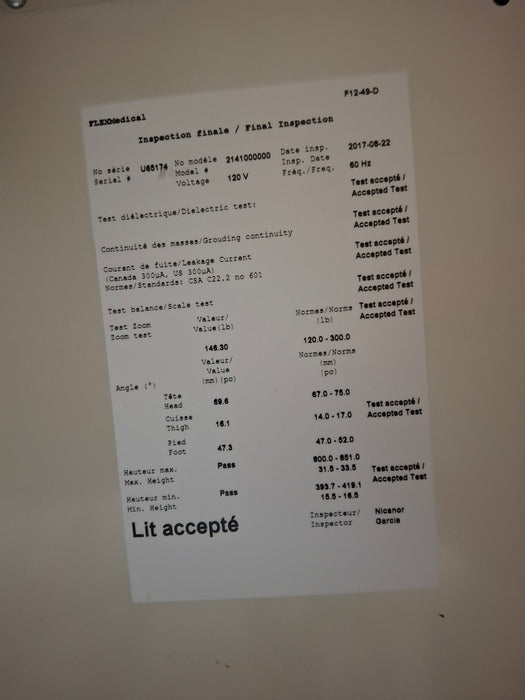 F12-49-D
FLEXMedical
Inspection finale / Final Inspection
No série U65174 No modèle 2141000000 Date insp. 2017-08-22
Serial # Model # Insp. Date
Voltage 120 V Fréq./Freq. 60 Hz
Test diélectrique/Dielectric test: Test accepté / Accepted Test
Continuité des masses/Grouding continuity Test accepté / Accepted Test
Courant de fuite/Leakage Current Test accepté /
(Canada 300µA, US 300µA) Accepted Test
Normes/Standards: CSA C22.2 no 601
Test balance/Scale test Test accepté / Accepted Test
Test Zoom Valeur/ Normes/Norms Test accepté /
Zoom test Value(lb) (lb) Accepted Test
146.30 120.0 - 300.0
Valeur/ Normes/Norms
Value (mm)
Angle (°) (mm) (po) (po)
Tête 69.6 67.0 - 75.0
Head
Cuisse 16.1 14.0 - 17.0 Test accepté /
Thigh Accepted Test
Pied 47.3 47.0 - 52.0
Foot
Hauteur max. Pass 800.0 - 851.0
Max. Height 31.5 - 33.5 Test accepté /
Hauteur min. Pass 393.7 - 419.1 Accepted Test
Min. Height 15.5 - 16.5
Lit accepté Inspecteur/ Nicanor
Inspector Garcia